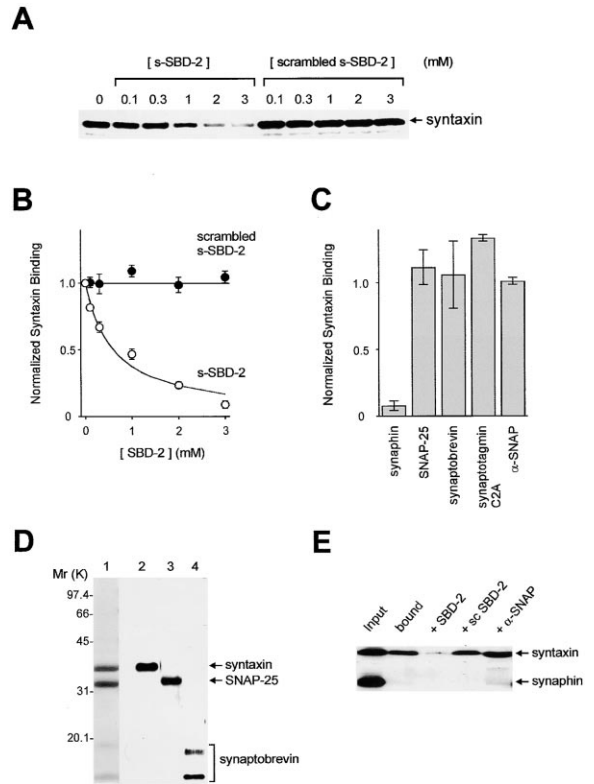 A
[ s-SBD-2 ] [ scrambled s-SBD-2 ] (mM)
0 0.1 0.3 1 2 3 0.1 0.3 1 2 3
syntaxin
B
Normalized Syntaxin Binding
1.0
0.5
0
scrambled
s-SBD-2
s-SBD-2
0 1 2 3
[ SBD-2 ] (mM)
C
Normalized Syntaxin Binding
1.0
0.5
0
synaphin
SNAP-25
synaptobrevin
synaptotagmin
C2A
α-SNAP
D
Mr (K) 1 2 3 4
97.4-
66-
45-
31-
20.1-
syntaxin
SNAP-25
synaptobrevin
E
Input
bound
+ SBD-2
+ sc SBD-2
+ α-SNAP
syntaxin
synaphin